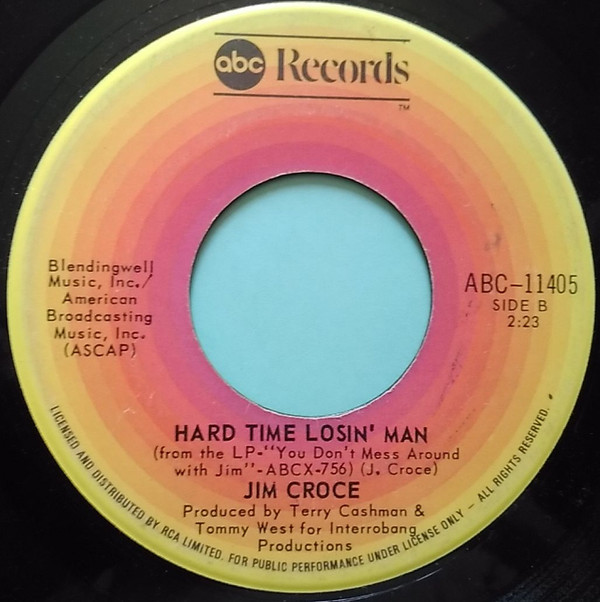 abc Records
™
Blendingwell
Music, Inc./
American
Broadcasting
Music, Inc.
(ASCAP)
ABC-11405
SIDE B
2:23
HARD TIME LOSIN' MAN
(from the LP-"You Don't Mess Around
with Jim"-ABCX-756) (J. Croce)
JIM CROCE
Produced by Terry Cashman &
Tommy West for Interrobang
Productions
LICENSED AND DISTRIBUTED BY RCA LIMITED. FOR PUBLIC PERFORMANCE UNDER LICENSE ONLY — ALL RIGHTS RESERVED.